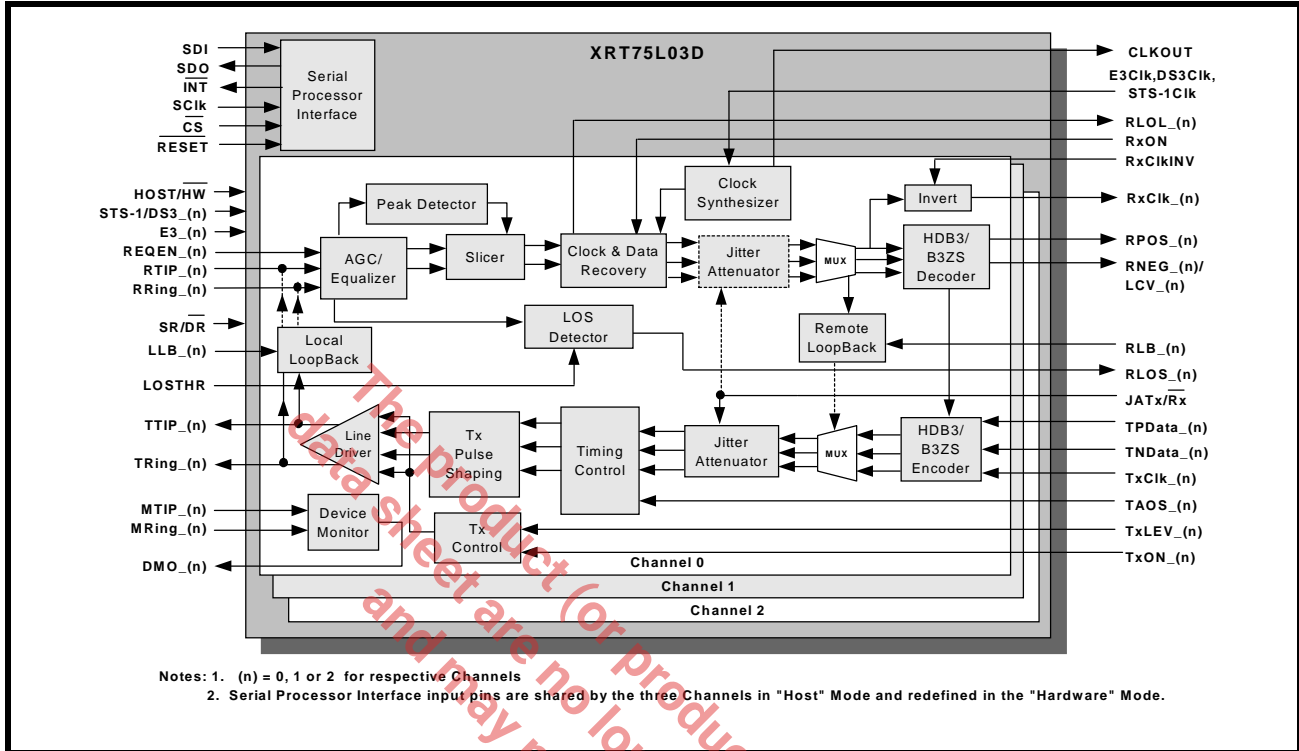 XRT75L03D
SDI
SDO
INT
SClk
CS
RESET
Serial
Processor
Interface
CLKOUT
E3Clk,DS3Clk,
STS-1Clk
RLOL_(n)
RxON
RxClkINV
RxClk_(n)
RPOS_(n)
RNEG_(n)/
LCV_(n)
HOST/HW
STS-1/DS3_(n)
E3_(n)
REQEN_(n)
RTIP_(n)
RRing_(n)
SR/DR
LLB_(n)
LOSTHR
TTIP_(n)
TRing_(n)
MTIP_(n)
MRing_(n)
DMO_(n)
Peak Detector
AGC/
Equalizer
Slicer
Clock & Data
Recovery
Clock
Synthesizer
Jitter
Attenuator
MUX
Invert
HDB3/
B3ZS
Decoder
LOS
Detector
Remote
LoopBack
Local
LoopBack
RLB_(n)
RLOS_(n)
JATx/Rx
TPData_(n)
TNData_(n)
TxClk_(n)
TAOS_(n)
TxLEV_(n)
TxON_(n)
Line
Driver
Tx
Pulse
Shaping
Timing
Control
Jitter
Attenuator
MUX
HDB3/
B3ZS
Encoder
Device
Monitor
Tx
Control
Channel 0
Channel 1
Channel 2
Notes: 1. (n) = 0, 1 or 2 for respective Channels
2. Serial Processor Interface input pins are shared by the three Channels in "Host" Mode and redefined in the "Hardware" Mode.
The product (or produc
data sheet are no lo
and may